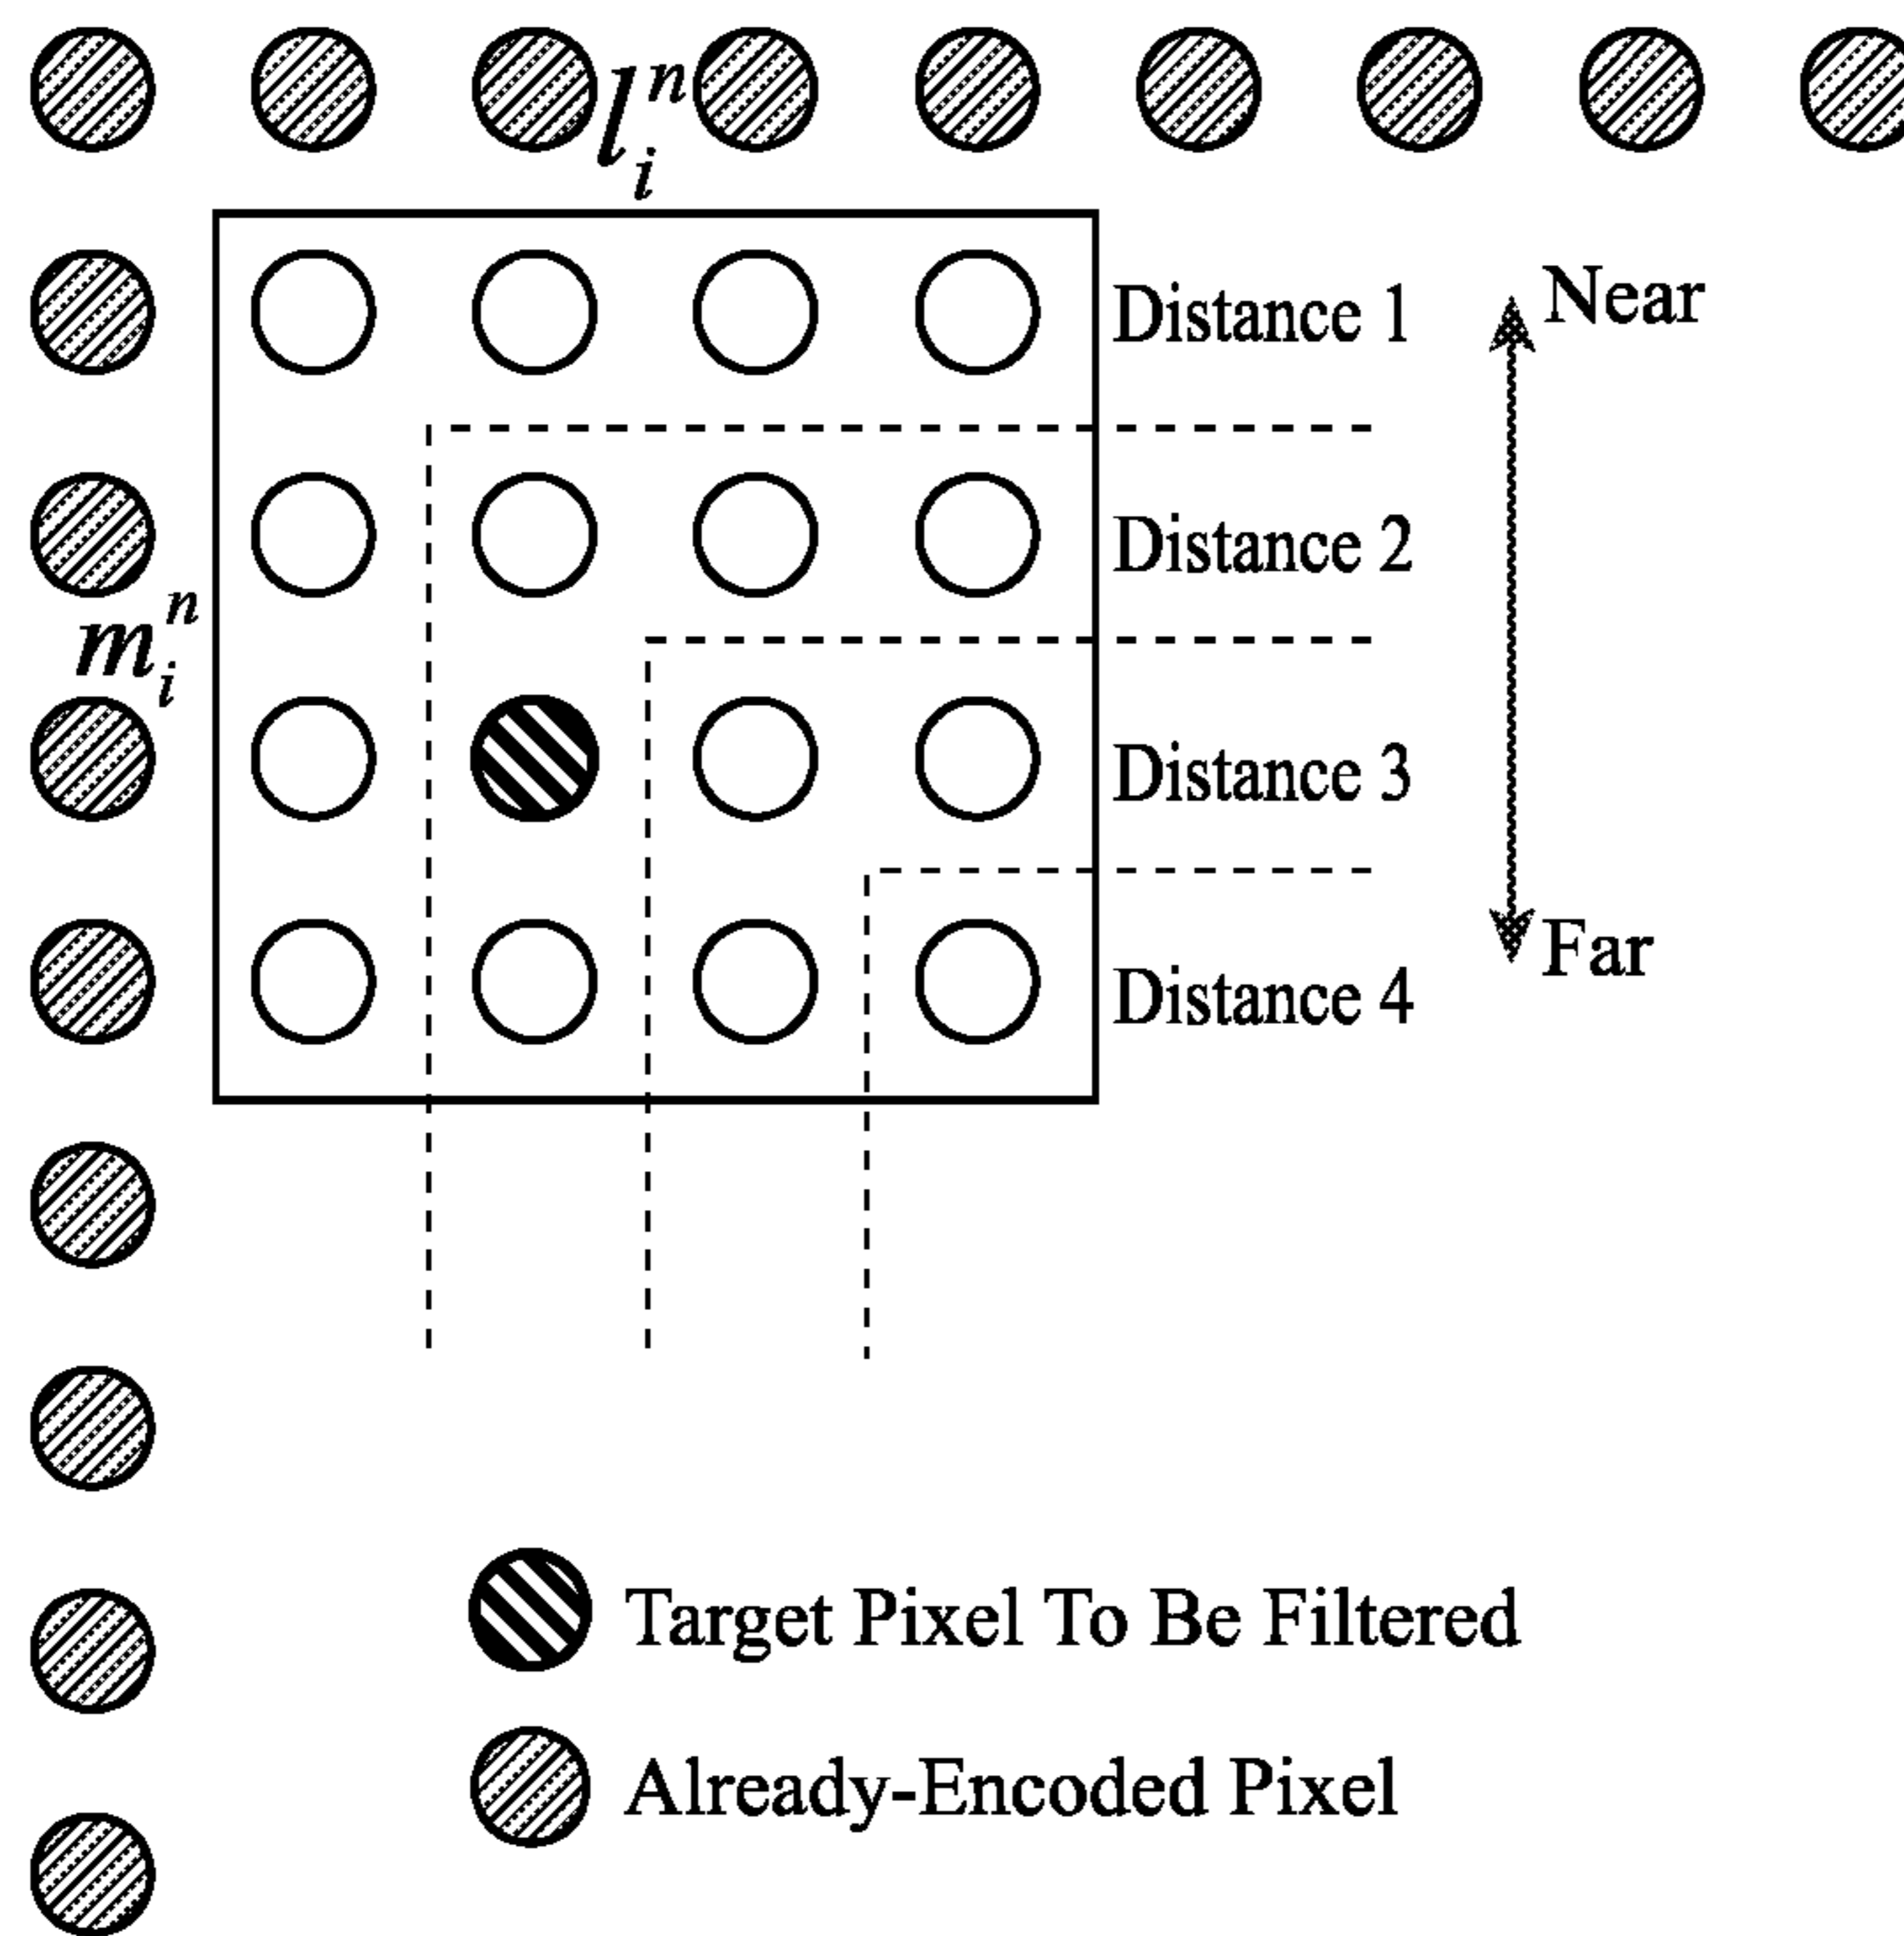 l_i^n
Distance 1
Near
Distance 2
m_i^n
Distance 3
Far
Distance 4
Target Pixel To Be Filtered
Already-Encoded Pixel